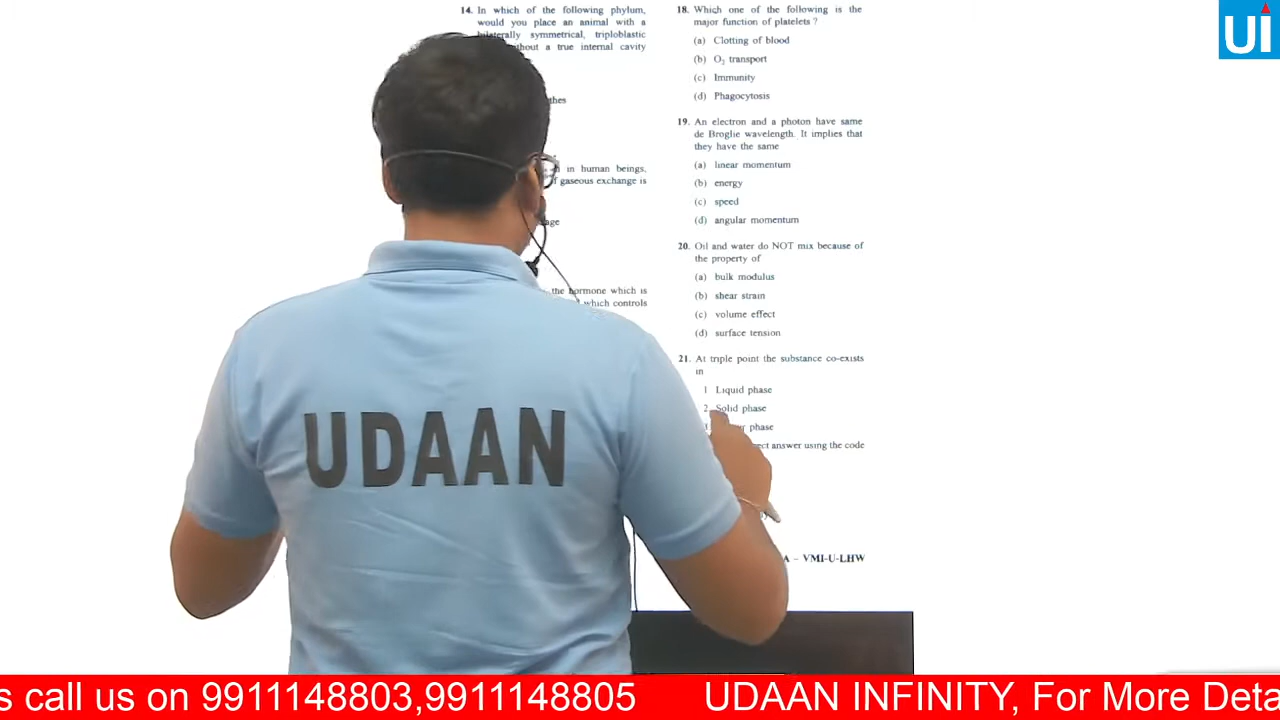 14. In which of the following phylum,
would you place an animal with a
bilaterally symmetrical, triploblastic
without a true internal cavity
in human beings,
gaseous exchange is
the hormone which is
which controls
18. Which one of the following is the
major function of platelets ?
(a) Clotting of blood
(b) O₂ transport
(c) Immunity
(d) Phagocytosis
19. An electron and a photon have same
de Broglie wavelength. It implies that
they have the same
(a) linear momentum
(b) energy
(c) speed
(d) angular momentum
20. Oil and water do NOT mix because of
the property of
(a) bulk modulus
(b) shear strain
(c) volume effect
(d) surface tension
21. At triple point the substance co-exists
in
1 Liquid phase
2. Solid phase
phase
answer using the code
A – VMI-U-LHW
UI
UDAAN
s call us on 9911148803,9911148805 UDAAN INFINITY, For More Deta